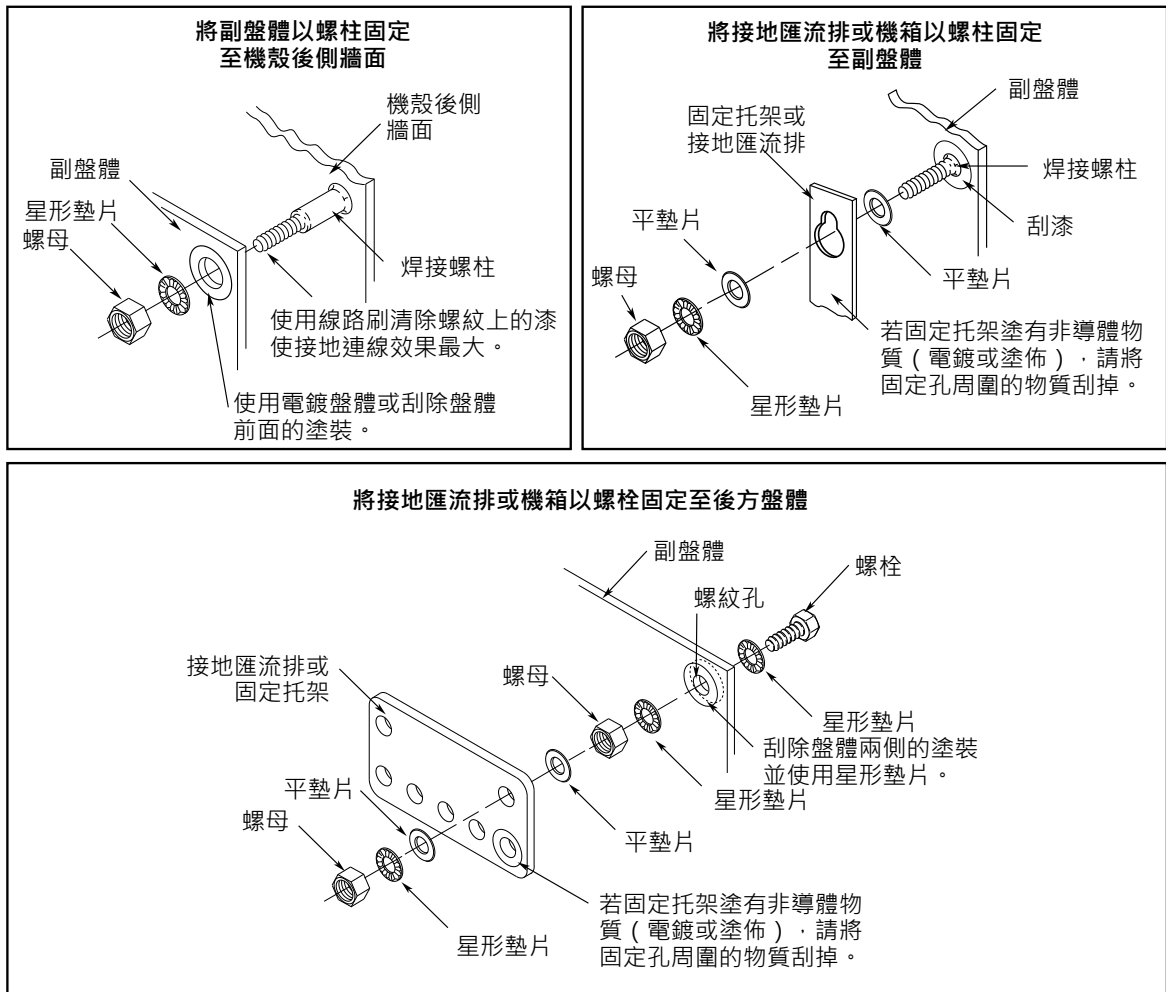 將副盤體以螺柱固定
至機殼後側牆面
機殼後側
牆面
副盤體
星形墊片
螺母
焊接螺柱
使用線路刷清除螺紋上的漆
使接地連線效果最大。
使用電鍍盤體或刮除盤體
前面的塗裝。
將接地匯流排或機箱以螺柱固定
至副盤體
副盤體
固定托架或
接地匯流排
焊接螺柱
刮漆
平墊片
平墊片
螺母
若固定托架塗有非導體物
質（電鍍或塗佈），請將
固定孔周圍的物質刮掉。
星形墊片
將接地匯流排或機箱以螺栓固定至後方盤體
副盤體
螺栓
螺紋孔
接地匯流排或
固定托架
螺母
星形墊片
刮除盤體兩側的塗裝
並使用星形墊片。
星形墊片
平墊片
平墊片
螺母
若固定托架塗有非導體物
質（電鍍或塗佈），請將
固定孔周圍的物質刮掉。
星形墊片